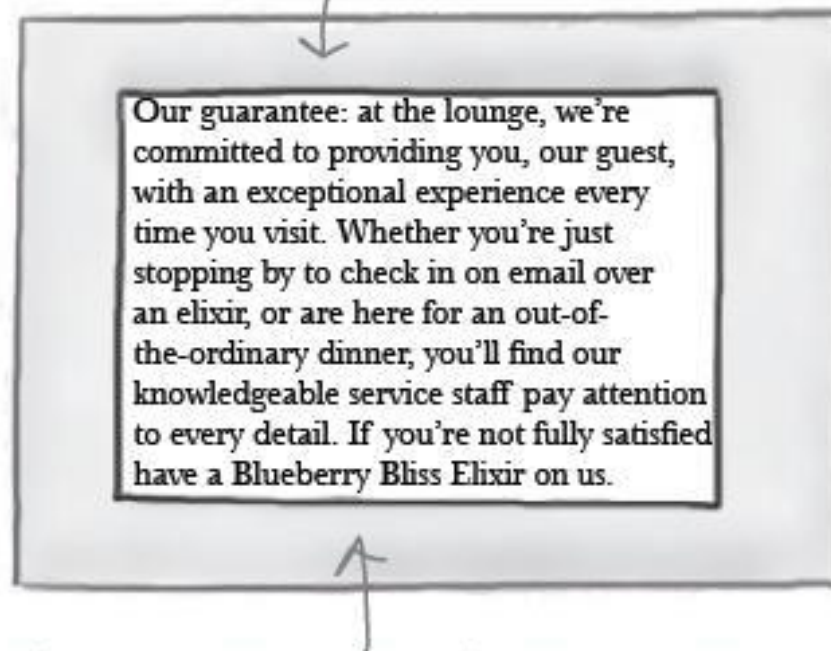 Our guarantee: at the lounge, we're
committed to providing you, our guest,
with an exceptional experience every
time you visit. Whether you're just
stopping by to check in on email over
an elixir, or are here for an out-of-
the-ordinary dinner, you'll find our
knowledgeable service staff pay attention
to every detail. If you're not fully satisfied
have a Blueberry Bliss Elixir on us.